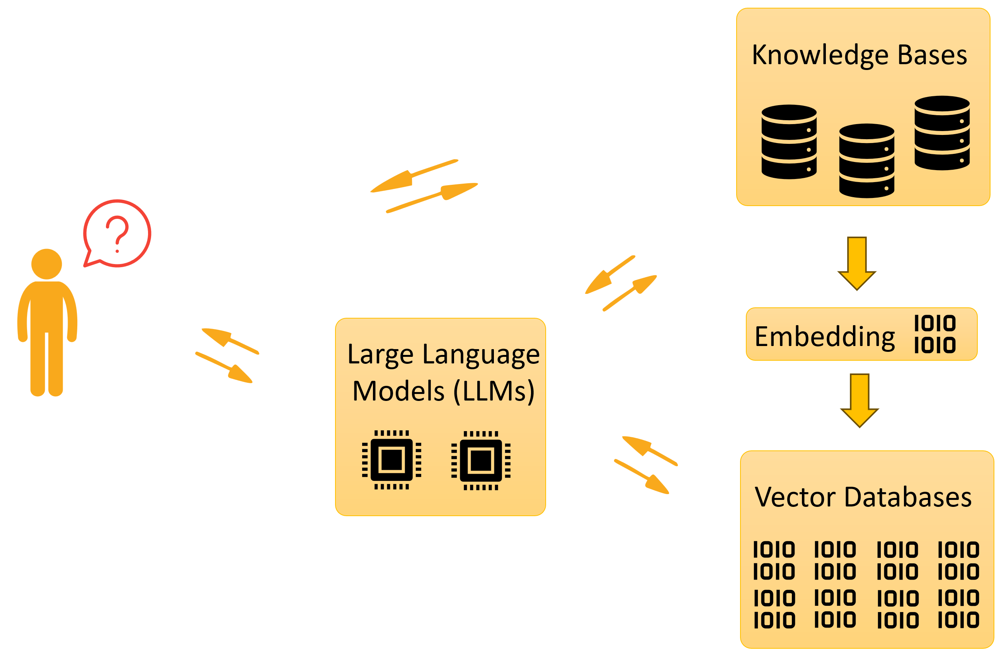 Knowledge Bases
?
Embedding
1010
1010
Large Language
Models (LLMs)
Vector Databases
1010 1010 1010 1010
1010 1010 1010 1010
1010 1010 1010 1010
1010 1010 1010 1010